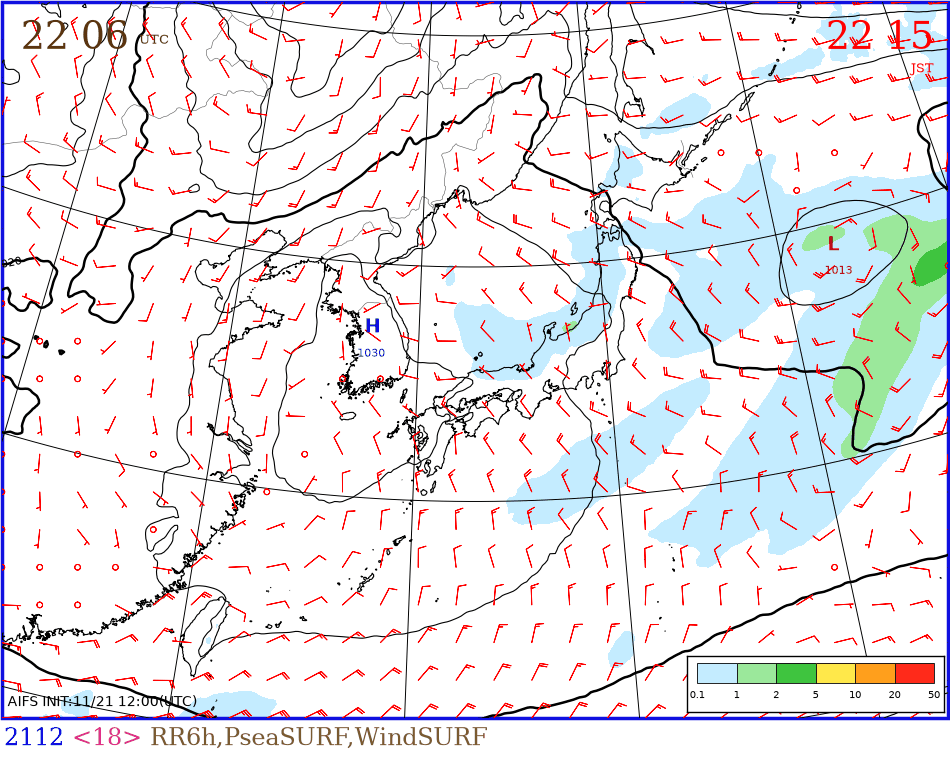 22 06 UTC
22 15
JST
L
1013
020
H
1030
0.1 1 2 5 10 20 50
AIFS INIT:11/21 12:00(UTC)
2112 <18> RR6h,PseaSURF,WindSURF